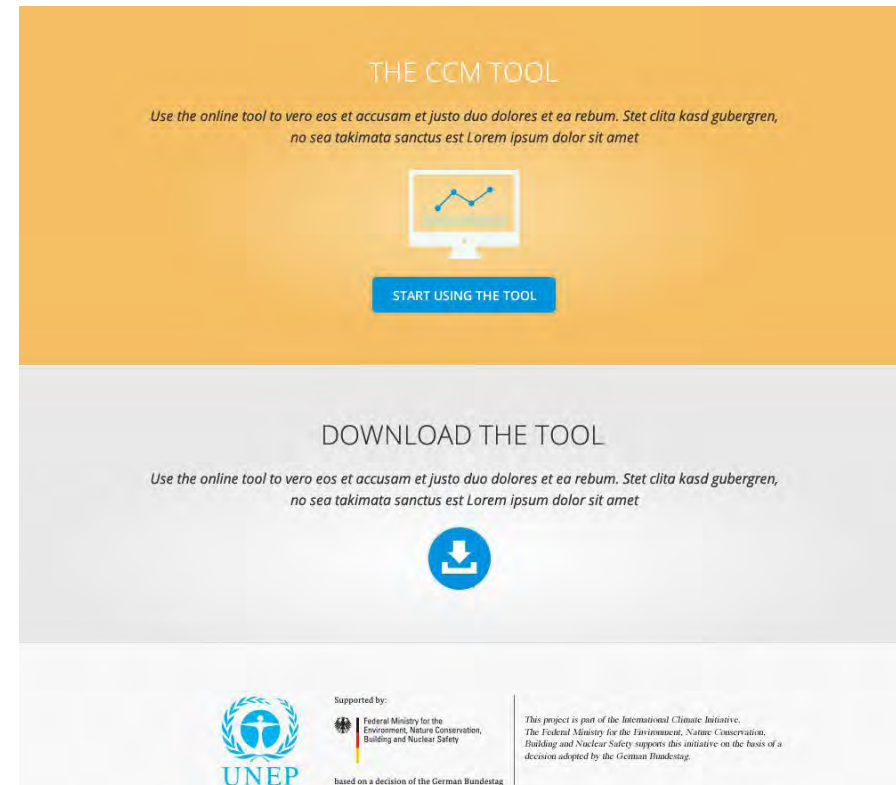 THE CCM TOOL
Use the online tool to vero eos et accusam et justo duo dolores et ea rebum. Stet clita kasd gubergren,
no sea takimata sanctus est Lorem ipsum dolor sit amet
START USING THE TOOL
DOWNLOAD THE TOOL
Use the online tool to vero eos et accusam et justo duo dolores et ea rebum. Stet clita kasd gubergren,
no sea takimata sanctus est Lorem ipsum dolor sit amet
UNEP
Supported by:
Federal Ministry for the
Environment, Nature Conservation,
Building and Nuclear Safety
based on a decision of the German Bundestag
This project is part of the International Climate Initiative.
The Federal Ministry for the Environment, Nature Conservation,
Building and Nuclear Safety supports this initiative on the basis of a
decision adopted by the German Bundestag.